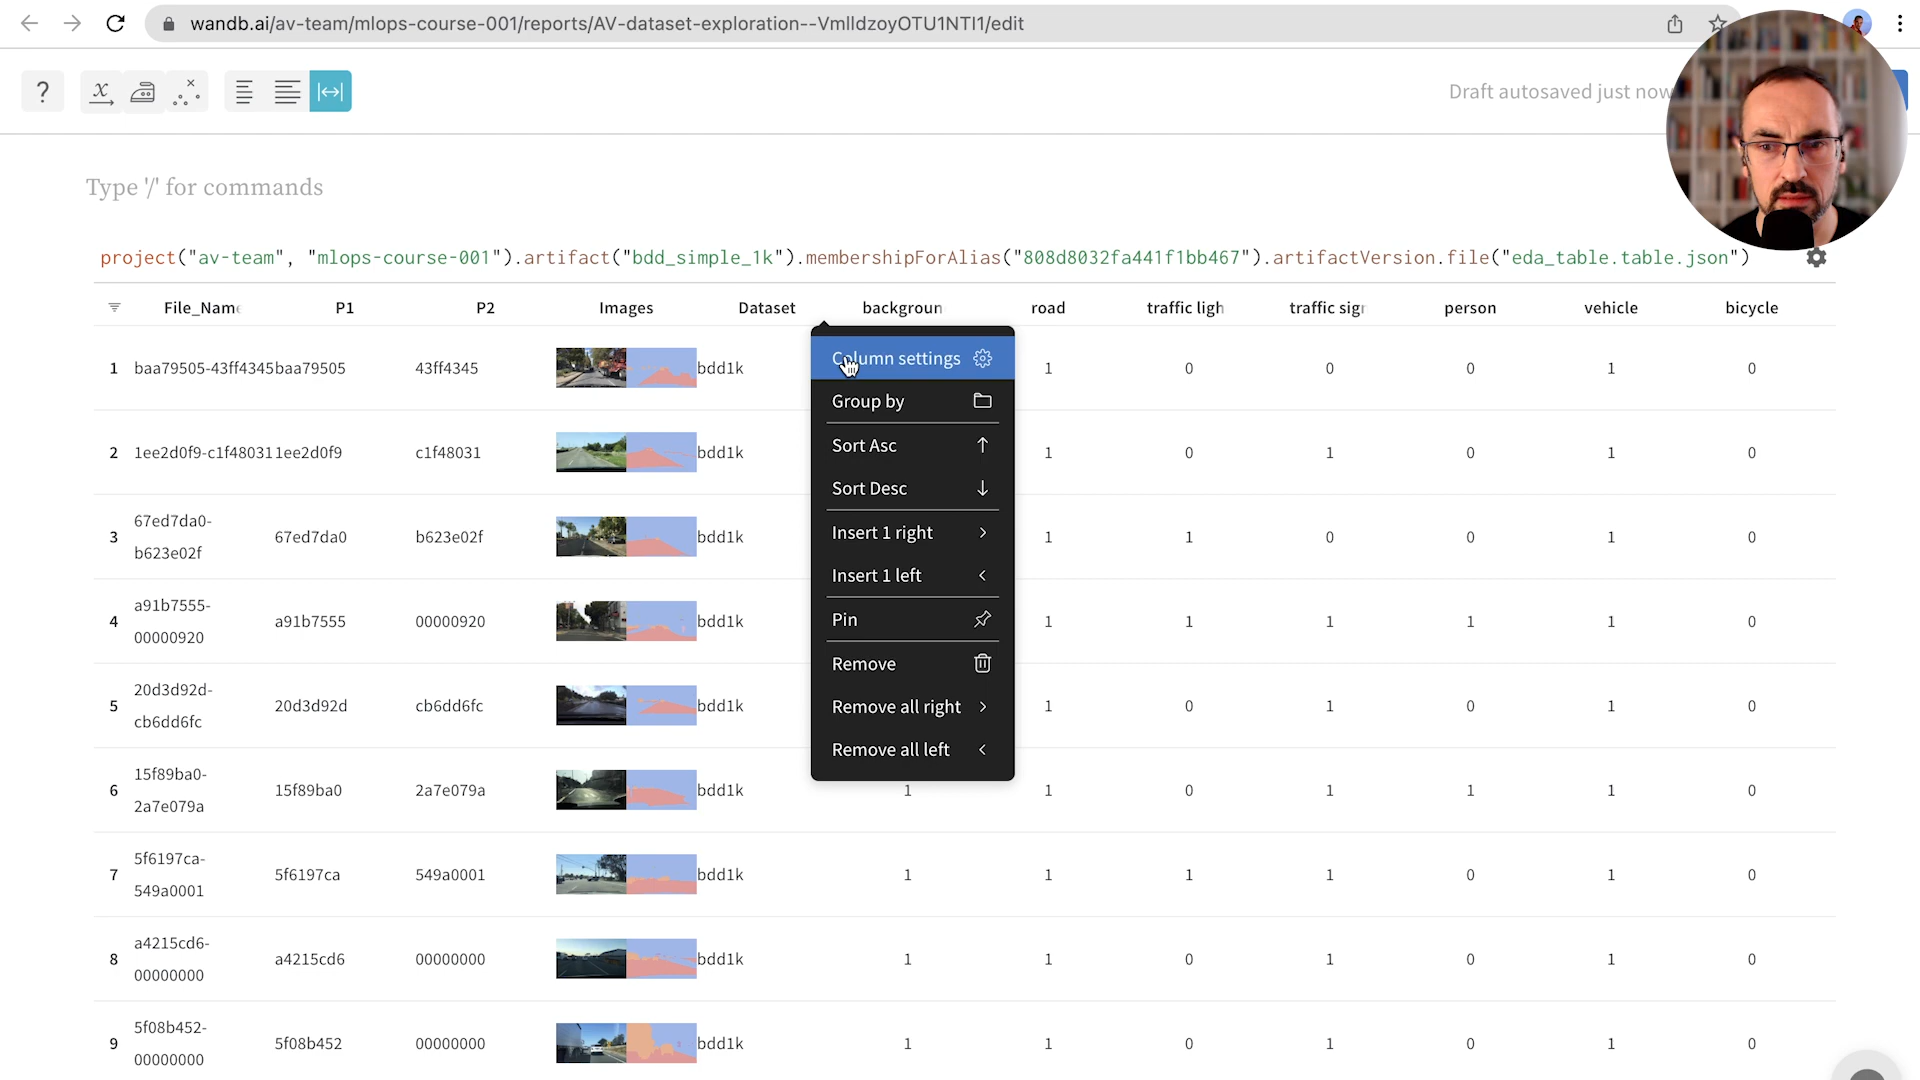 wandb.ai/av-team/mlops-course-001/reports/AV-dataset-exploration--VmlldzoyOTU1NTI1/edit
?
x
Draft autosaved just now
Type '/' for commands
project("av-team", "mlops-course-001").artifact("bdd_simple_1k").membershipForAlias("808d8032fa441f1bb467").artifactVersion.file("eda_table.table.json")
File_Name P1 P2 Images Dataset backgroun road traffic ligh traffic sign person vehicle bicycle
1 baa79505-43ff4345baa79505 43ff4345 bdd1k 1 0 0 0 1 0
2 1ee2d0f9-c1f480311ee2d0f9 c1f48031 bdd1k 1 0 1 0 1 0
3 67ed7da0-
b623e02f 67ed7da0 b623e02f bdd1k 1 1 0 0 1 0
4 a91b7555-
00000920 a91b7555 00000920 bdd1k 1 1 1 1 1 0
5 20d3d92d-
cb6dd6fc 20d3d92d cb6dd6fc bdd1k 1 0 1 0 1 0
6 15f89ba0-
2a7e079a 15f89ba0 2a7e079a bdd1k 1 1 0 1 1 1 0
7 5f6197ca-
549a0001 5f6197ca 549a0001 bdd1k 1 1 1 1 0 1 0
8 a4215cd6-
00000000 a4215cd6 00000000 bdd1k 1 1 0 1 0 1 0
9 5f08b452-
00000000 5f08b452 00000000 bdd1k 1 1 0 1 0 1 0
Column settings
Group by
Sort Asc
Sort Desc
Insert 1 right
Insert 1 left
Pin
Remove
Remove all right
Remove all left